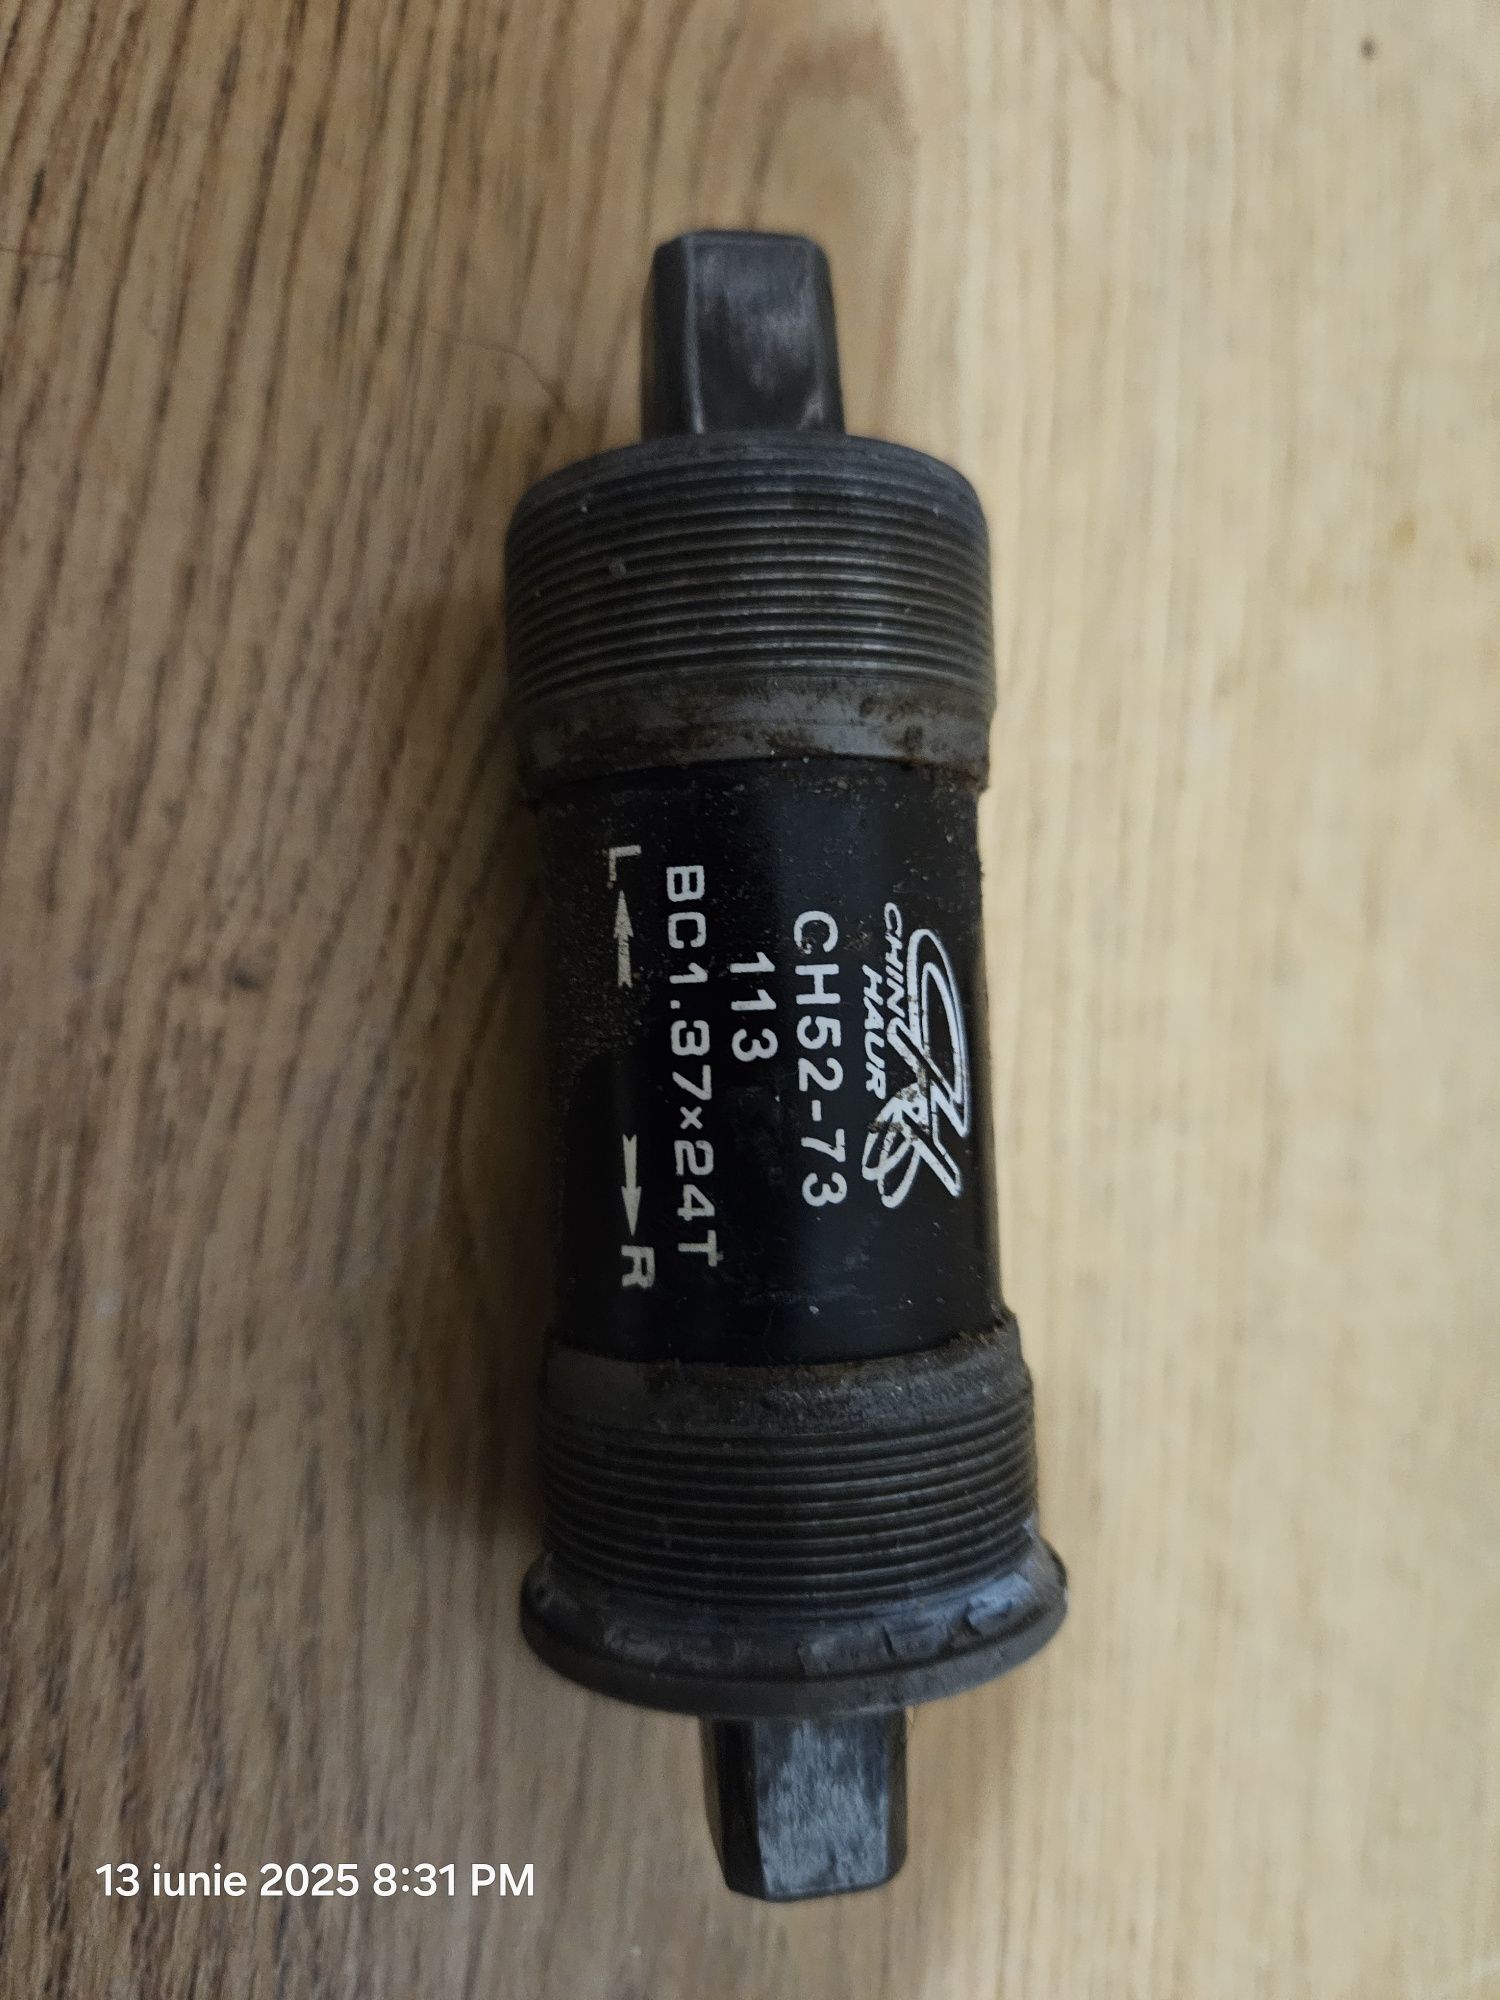 CHIN
HAUR
CH52-73
113
BC1.37×24T
L R
13 iunie 2025 8:31 PM